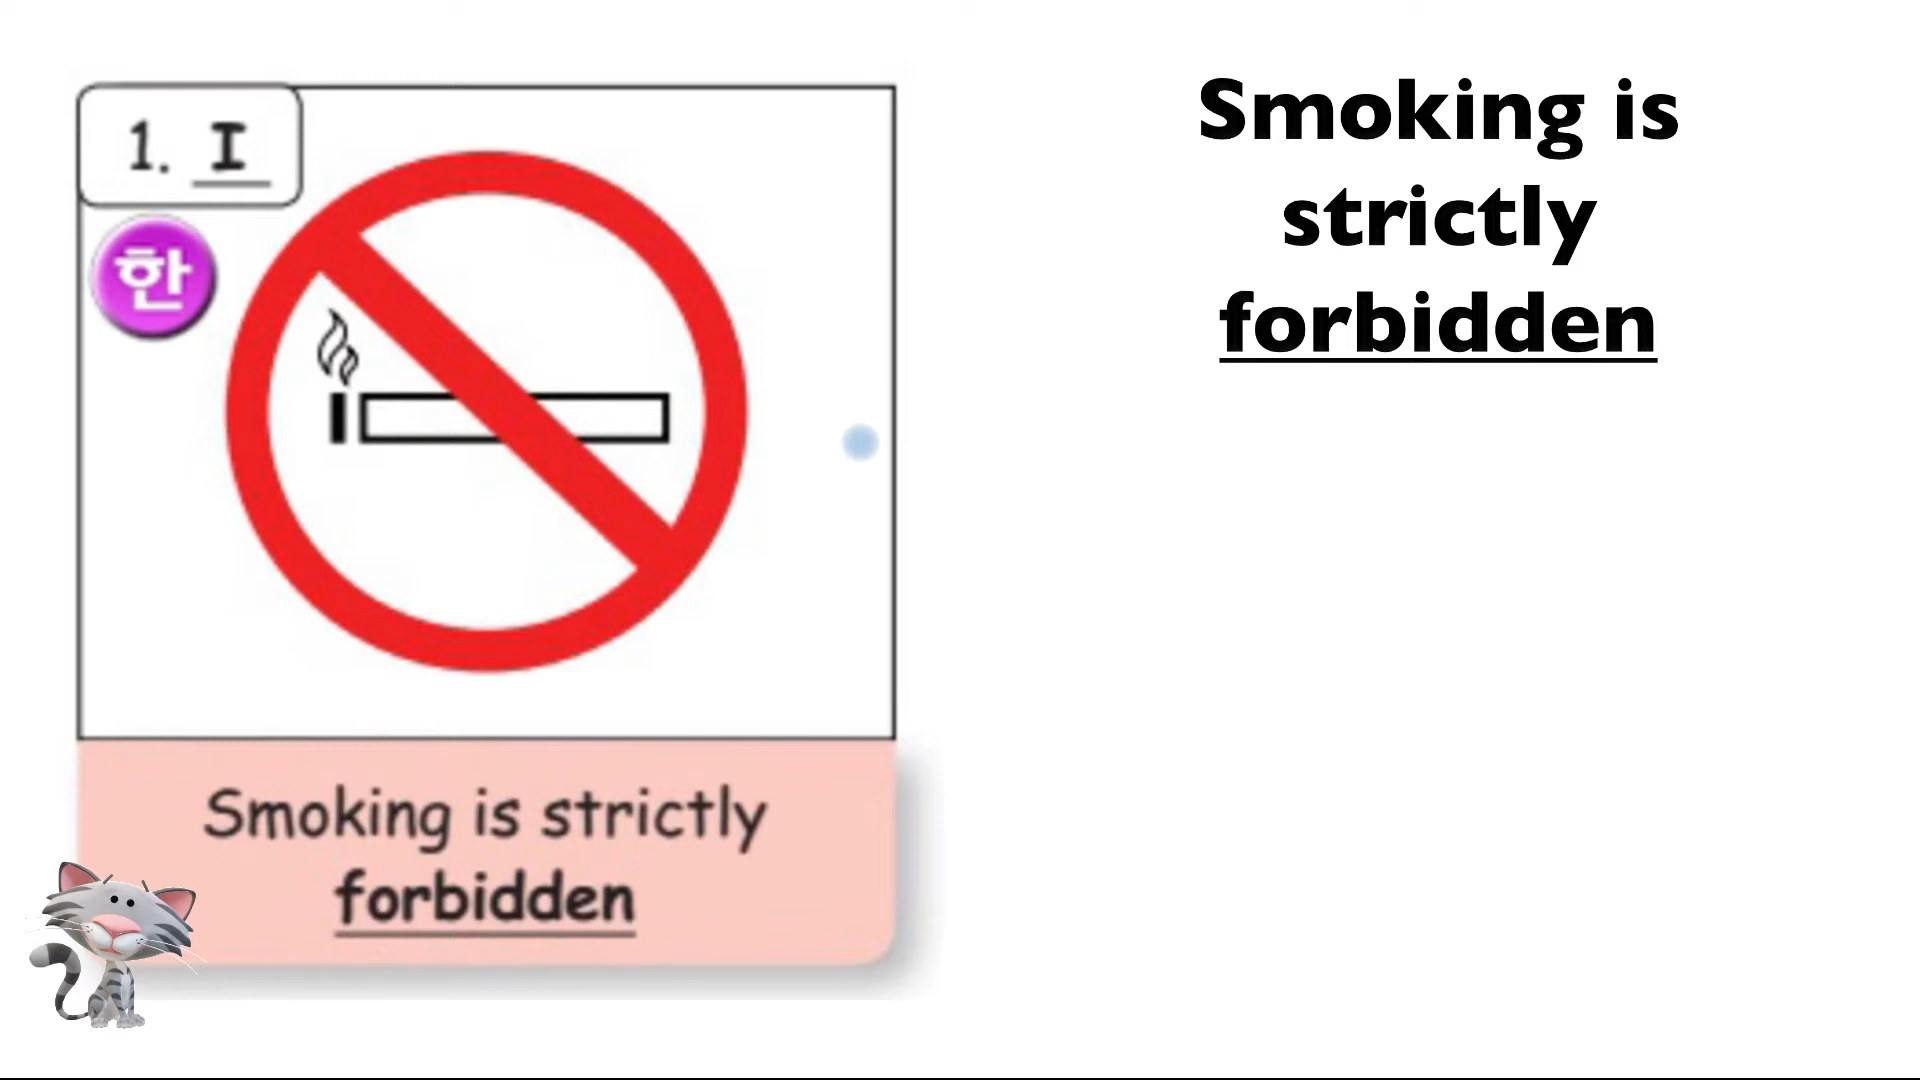 1. I
한
Smoking is strictly
forbidden
Smoking is
strictly
forbidden